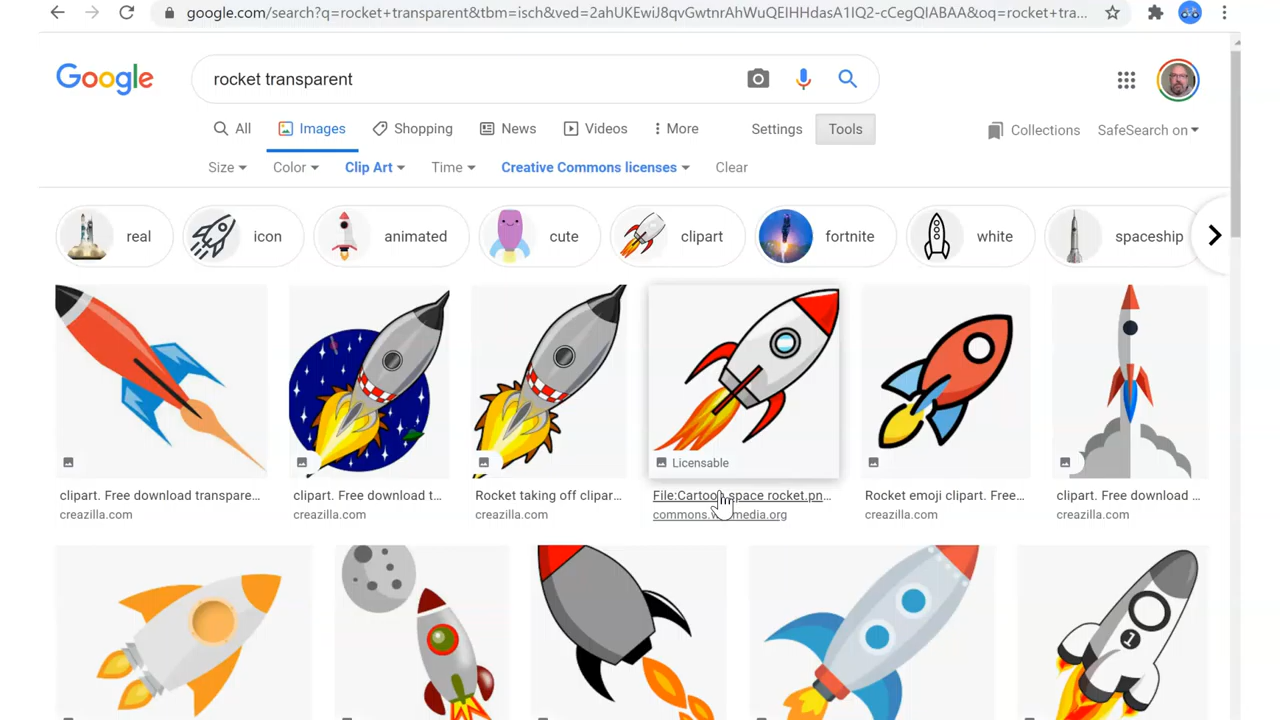 google.com/search?q=rocket+transparent&tbm=isch&ved=2ahUKEwiJ8qvGwtnrAhWuQEIHHdasA1IQ2-cCegQIABAA&oq=rocket+tra...
Google
rocket transparent
All Images Shopping News Videos More Settings Tools Collections SafeSearch on
Size Color Clip Art Time Creative Commons licenses Clear
real icon animated cute clipart fortnite white spaceship
Licensable
clipart. Free download transpare... clipart. Free download t... Rocket taking off clipar... File:Cartoon space rocket.pn... Rocket emoji clipart. Free... clipart. Free download ...
creazilla.com creazilla.com creazilla.com commons.wikimedia.org creazilla.com creazilla.com
1